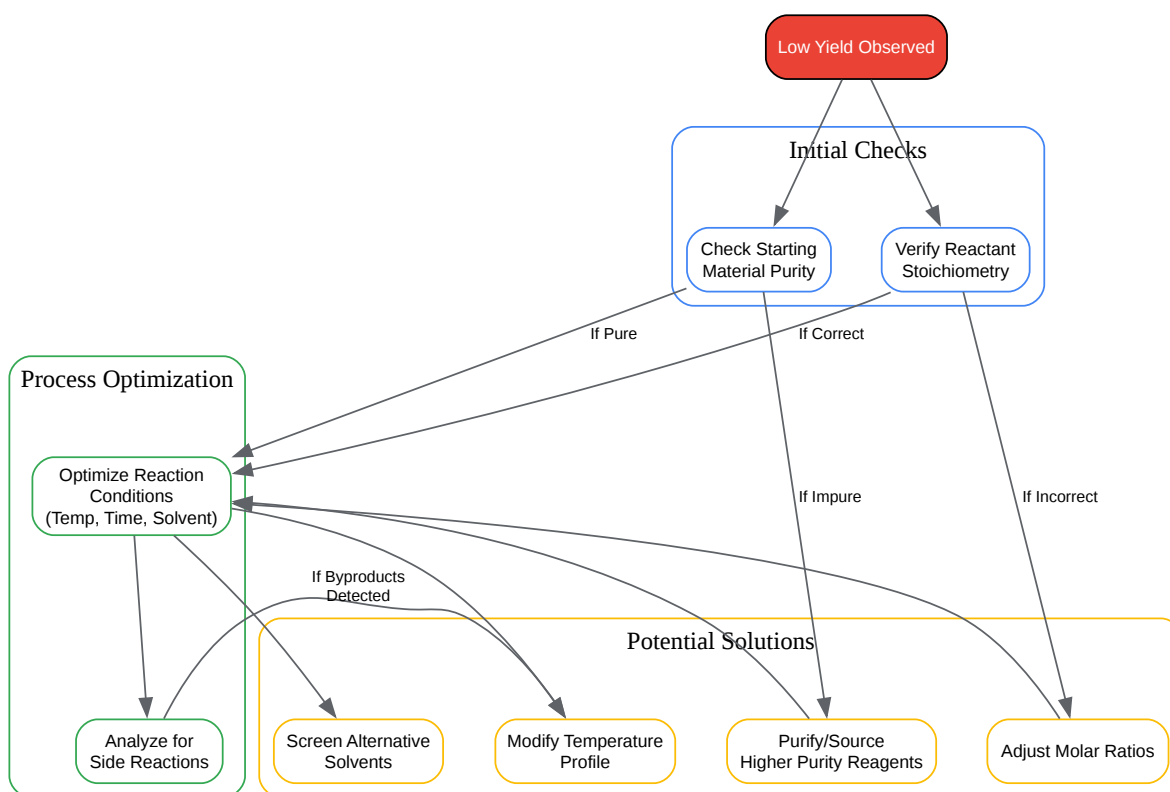 Low Yield Observed
Initial Checks
Check Starting
Material Purity
Verify Reactant
Stoichiometry
If Pure
If Correct
Process Optimization
Optimize Reaction
Conditions
(Temp, Time, Solvent)
If Impure
If Incorrect
If Byproducts
Detected
Potential Solutions
Analyze for
Side Reactions
Screen Alternative
Solvents
Modify Temperature
Profile
Purify/Source
Higher Purity Reagents
Adjust Molar Ratios